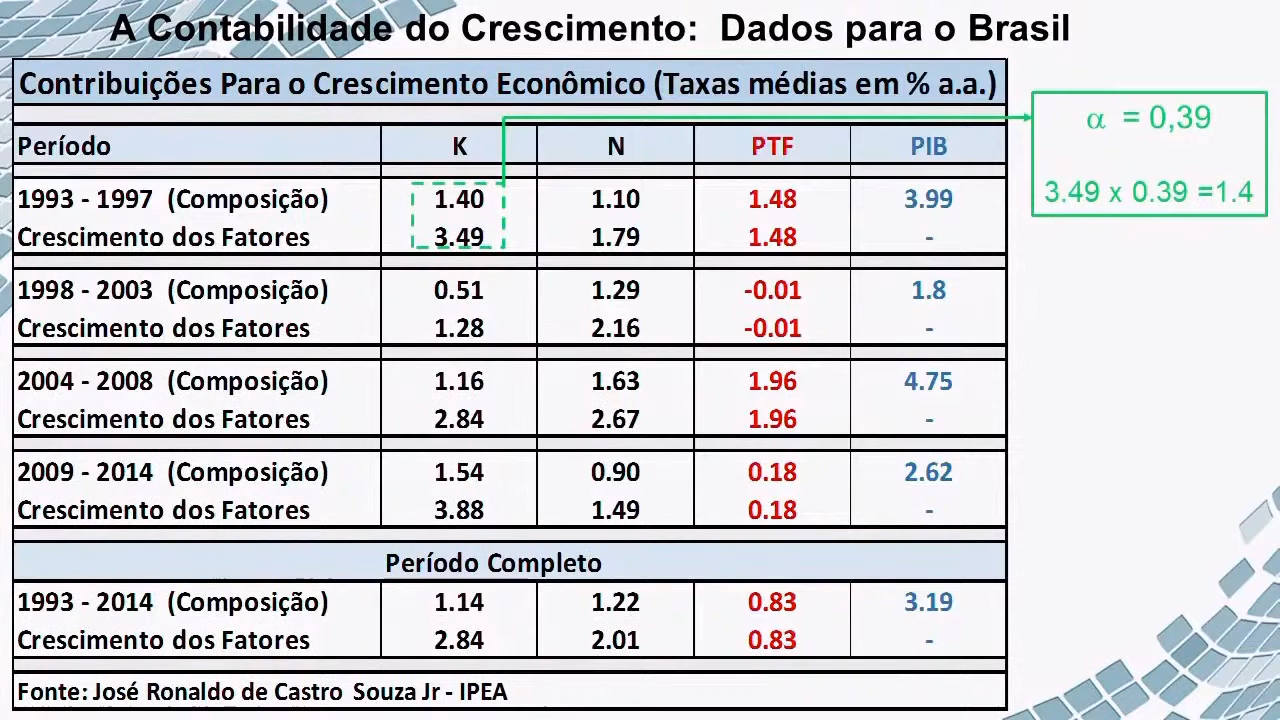 A Contabilidade do Crescimento:  Dados para o Brasil
Contribuições Para o Crescimento Econômico (Taxas médias em % a.a.)
Período K N PTF PIB
1993 - 1997 (Composição) 1.40 1.10 1.48 3.99
Crescimento dos Fatores 3.49 1.79 1.48 -
1998 - 2003 (Composição) 0.51 1.29 -0.01 1.8
Crescimento dos Fatores 1.28 2.16 -0.01 -
2004 - 2008 (Composição) 1.16 1.63 1.96 4.75
Crescimento dos Fatores 2.84 2.67 1.96 -
2009 - 2014 (Composição) 1.54 0.90 0.18 2.62
Crescimento dos Fatores 3.88 1.49 0.18 -
Período Completo
1993 - 2014 (Composição) 1.14 1.22 0.83 3.19
Crescimento dos Fatores 2.84 2.01 0.83 -
Fonte: José Ronaldo de Castro Souza Jr - IPEA
α = 0,39
3.49 x 0.39 =1.4